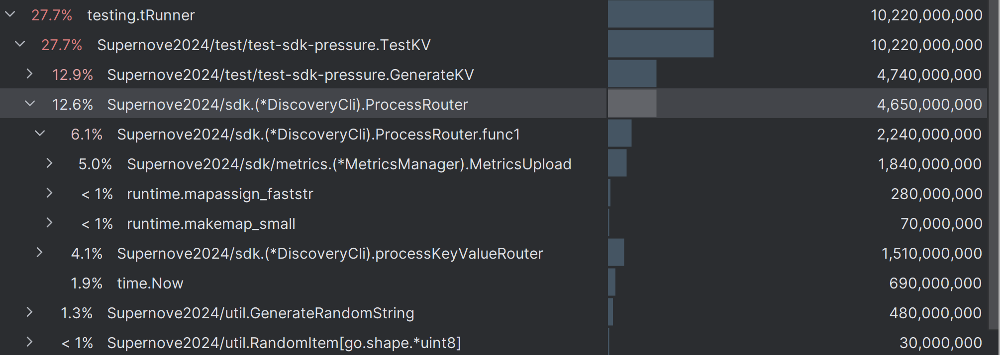 27.7% testing.tRunner 10,220,000,000
27.7% Supernove2024/test/test-sdk-pressure.TestKV 10,220,000,000
12.9% Supernove2024/test/test-sdk-pressure.GenerateKV 4,740,000,000
12.6% Supernove2024/sdk.(*DiscoveryCli).ProcessRouter 4,650,000,000
6.1% Supernove2024/sdk.(*DiscoveryCli).ProcessRouter.func1 2,240,000,000
5.0% Supernove2024/sdk/metrics.(*MetricsManager).MetricsUpload 1,840,000,000
< 1% runtime.mapassign_faststr 280,000,000
< 1% runtime.makemap_small 70,000,000
4.1% Supernove2024/sdk.(*DiscoveryCli).processKeyValueRouter 1,510,000,000
1.9% time.Now 690,000,000
1.3% Supernove2024/util.GenerateRandomString 480,000,000
< 1% Supernove2024/util.RandomItem[go.shape.*uint8] 30,000,000